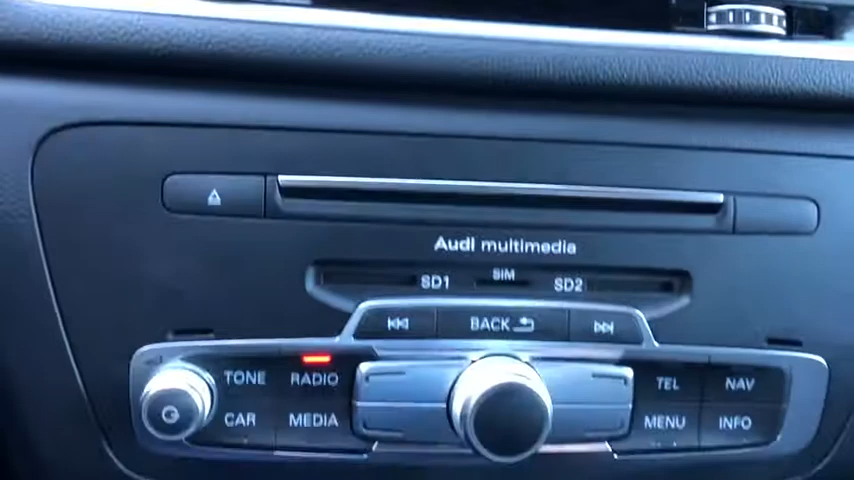 Audi multimedia
SD1 SIM SD2
BACK
TONE RADIO TEL NAV
CAR MEDIA MENU INFO